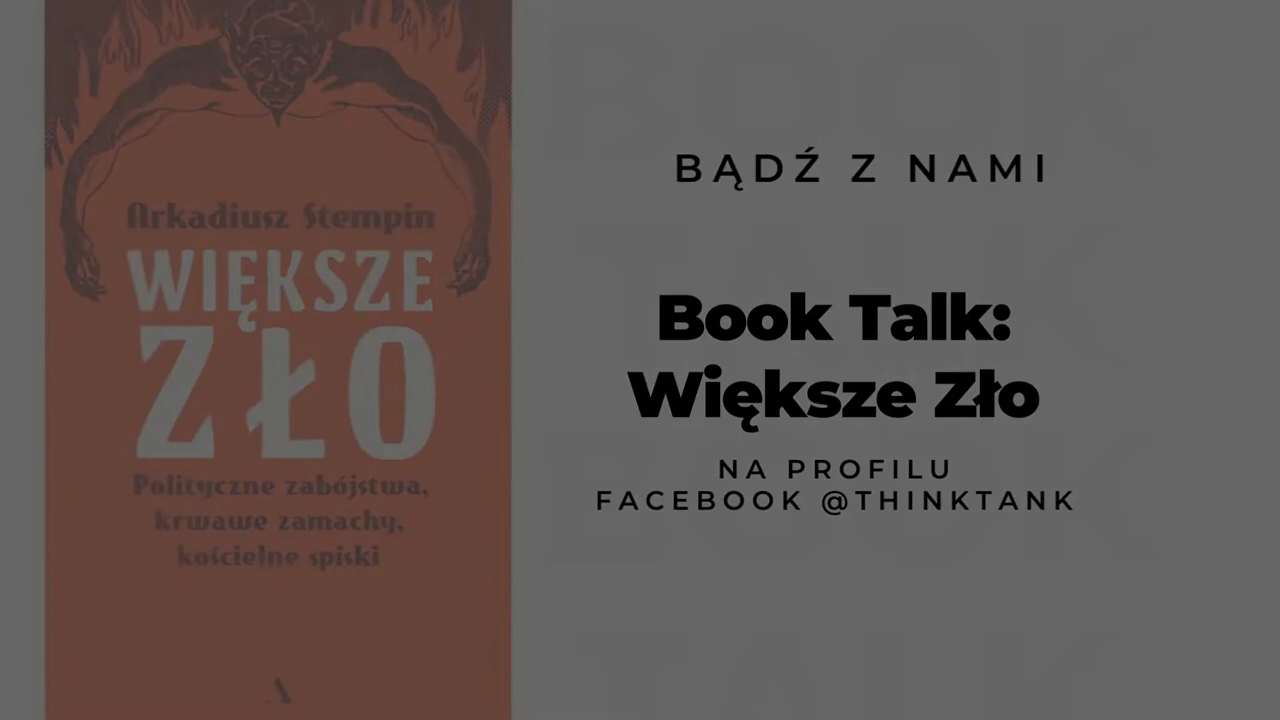 Arkadiusz Stempin
WIĘKSZE
ZŁO
Polityczne zabójstwa,
krwawe zamachy,
kościelne spiski
BĄDŹ Z NAMI
Book Talk:
Większe Zło
NA PROFILU
FACEBOOK @THINKTANK